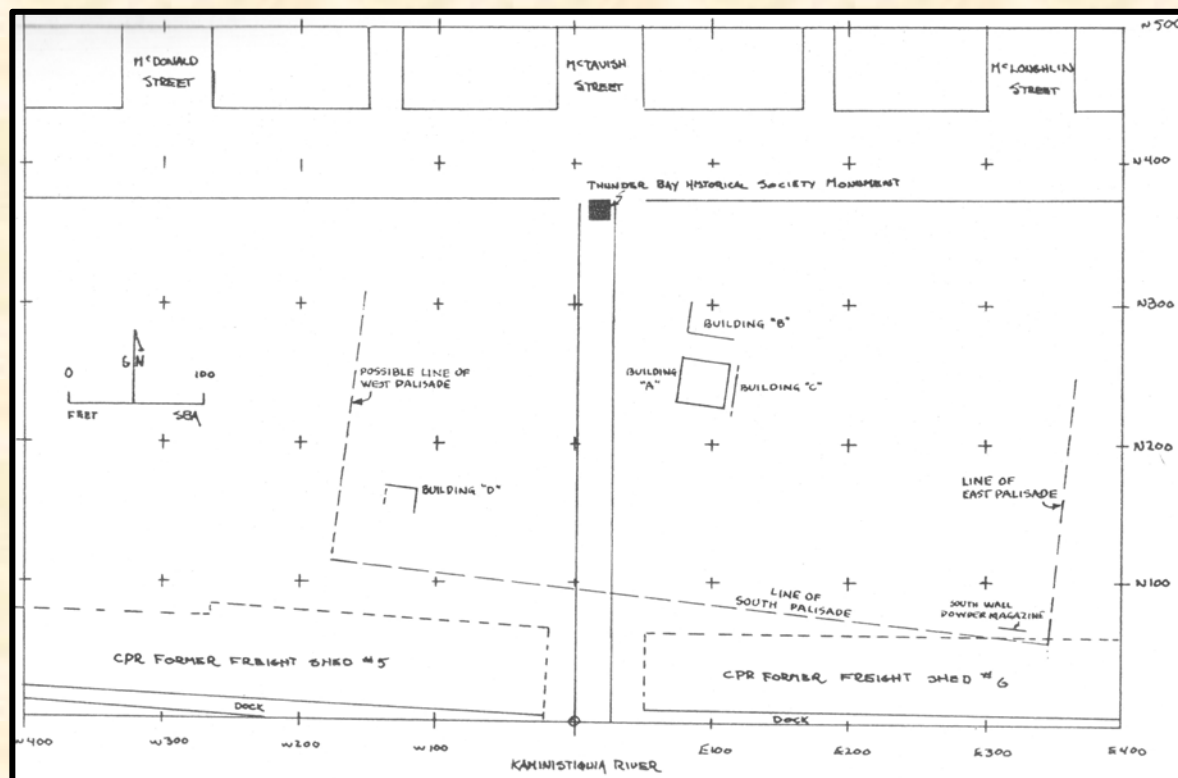 N500
McDONALD
STREET
McTAVISH
STREET
McLOUGHLIN
STREET
N400
THUNDER BAY HISTORICAL SOCIETY MONUMENT
N300
BUILDING "B"
GN
0 100
FEET SBA
POSSIBLE LINE OF
WEST PALISADE
BUILDING
"A"
BUILDING "C"
N200
BUILDING "D"
LINE OF
EAST PALISADE
N100
LINE OF
SOUTH PALISADE
SOUTH WALL
POWDER MAGAZINE
CPR FORMER FREIGHT SHED #5
CPR FORMER FREIGHT SHED #6
DOCK
DOCK
W400 W300 W200 W100 E100 E200 E300 E400
KAMINISTIQUIA RIVER